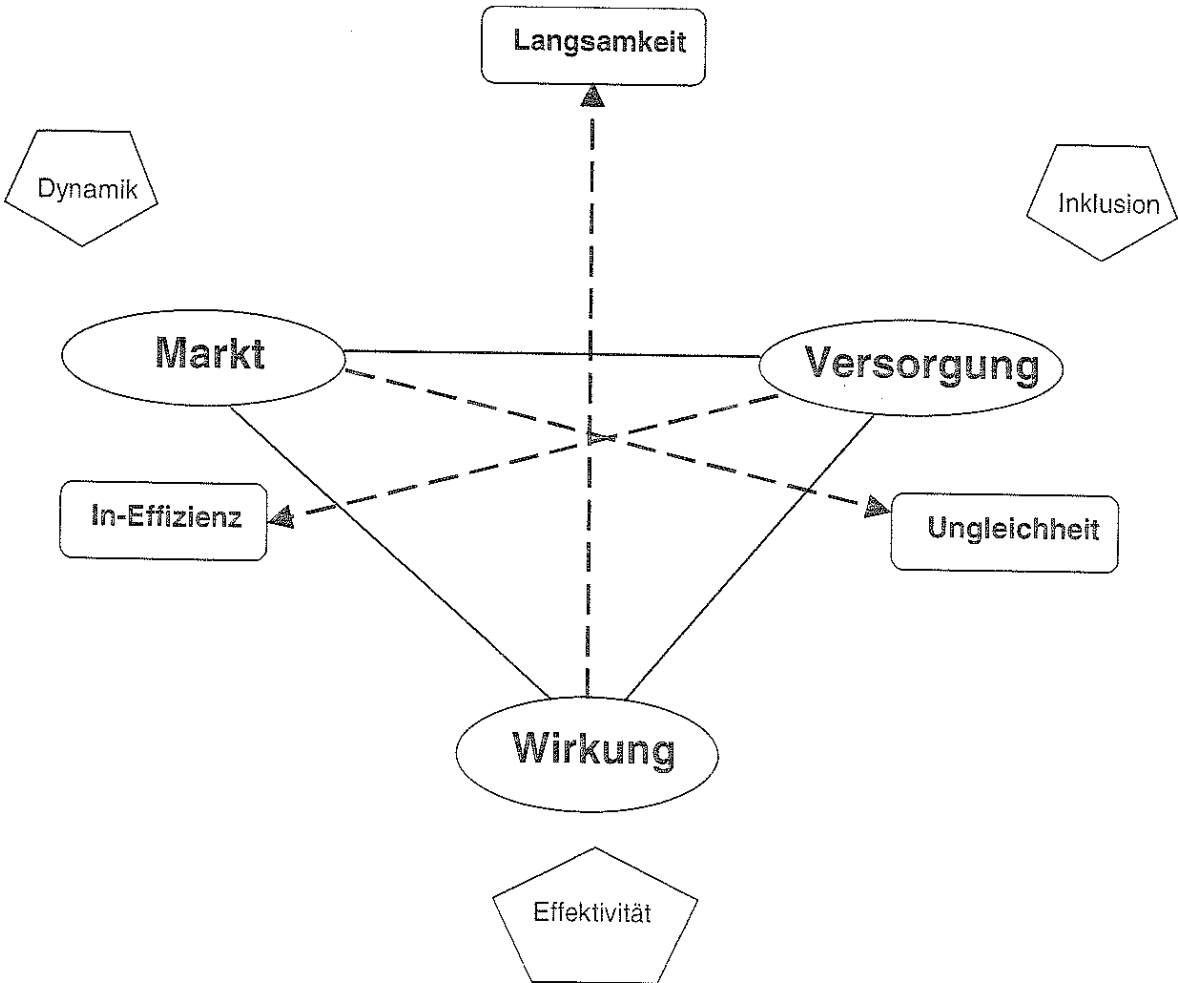 Langsamkeit
Dynamik
Inklusion
Markt
Versorgung
In-Effizienz
Ungleichheit
Wirkung
Effektivität